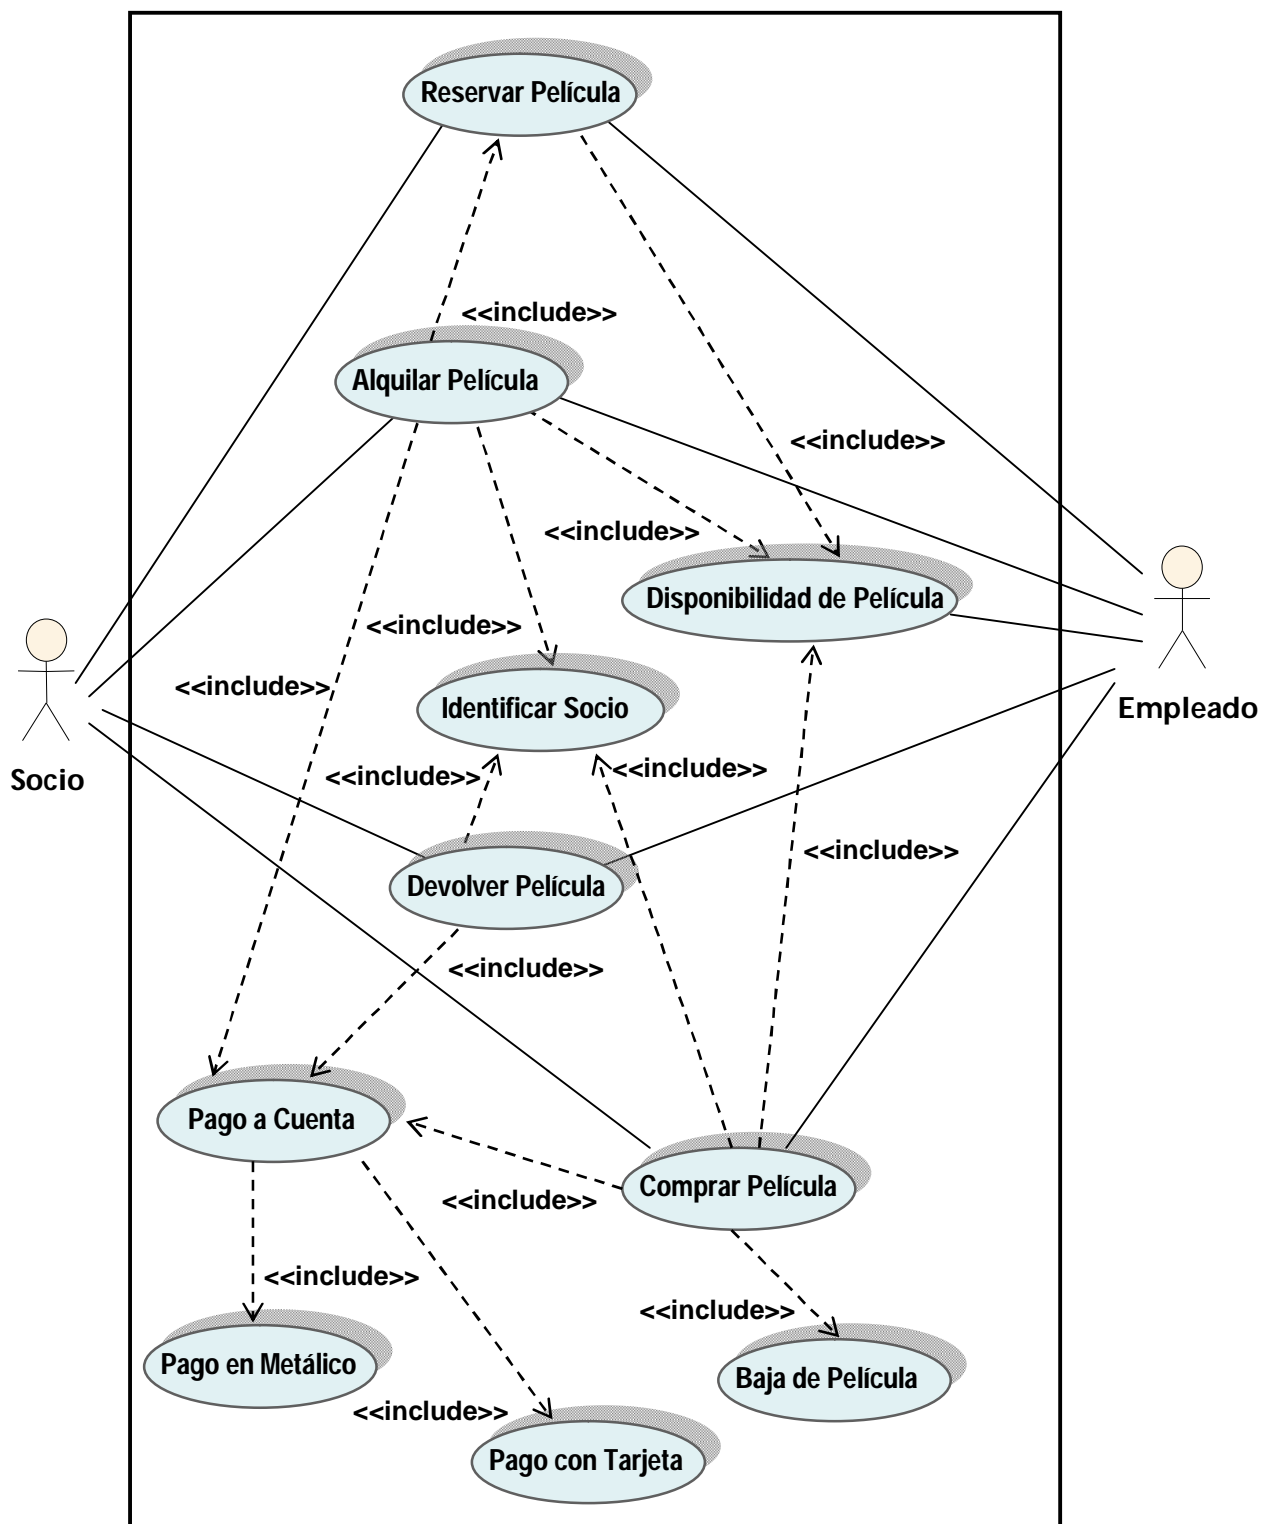 Reservar Película
<<include>>
Alquilar Película
<<include>>
<<include>>
Disponibilidad de Película
<<include>>
<<include>>
Identificar Socio
Empleado
Socio
<<include>>
<<include>>
<<include>>
Devolver Película
<<include>>
Pago a Cuenta
Comprar Película
<<include>>
<<include>>
<<include>>
Pago en Metálico
Baja de Película
<<include>>
Pago con Tarjeta